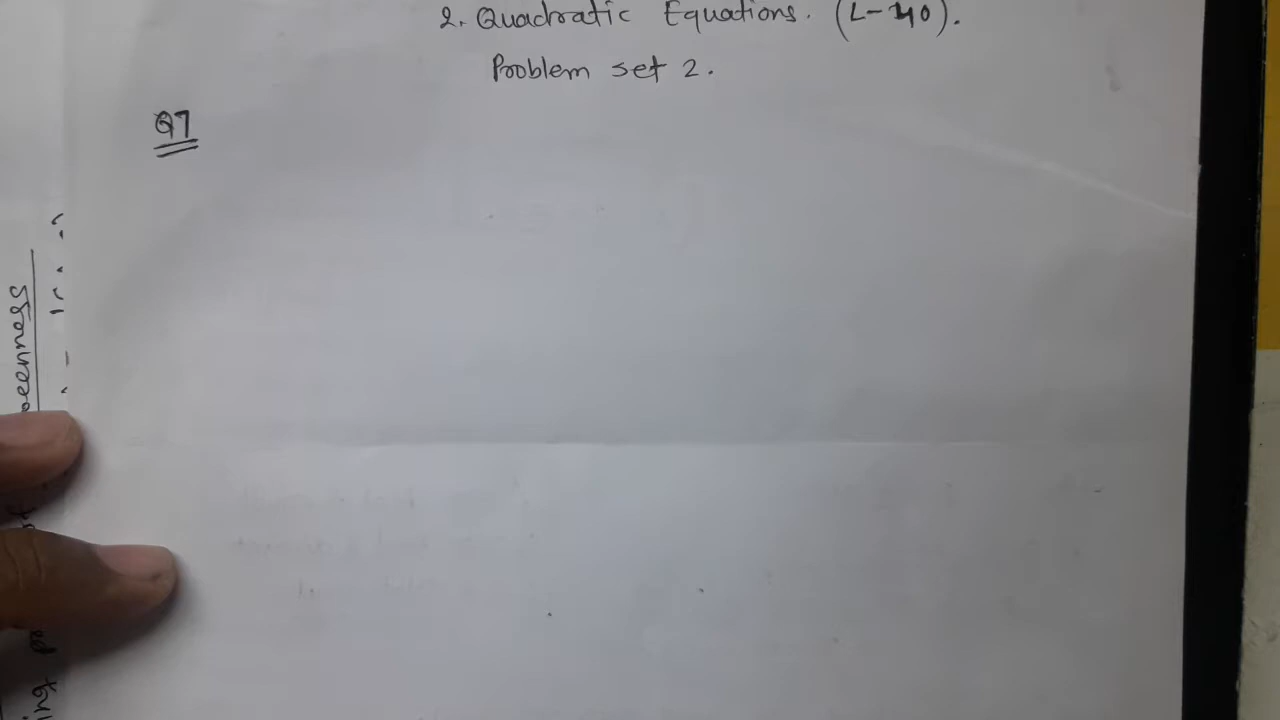 2. Quadratic Equations. (L-40).
Problem set 2.
Q7